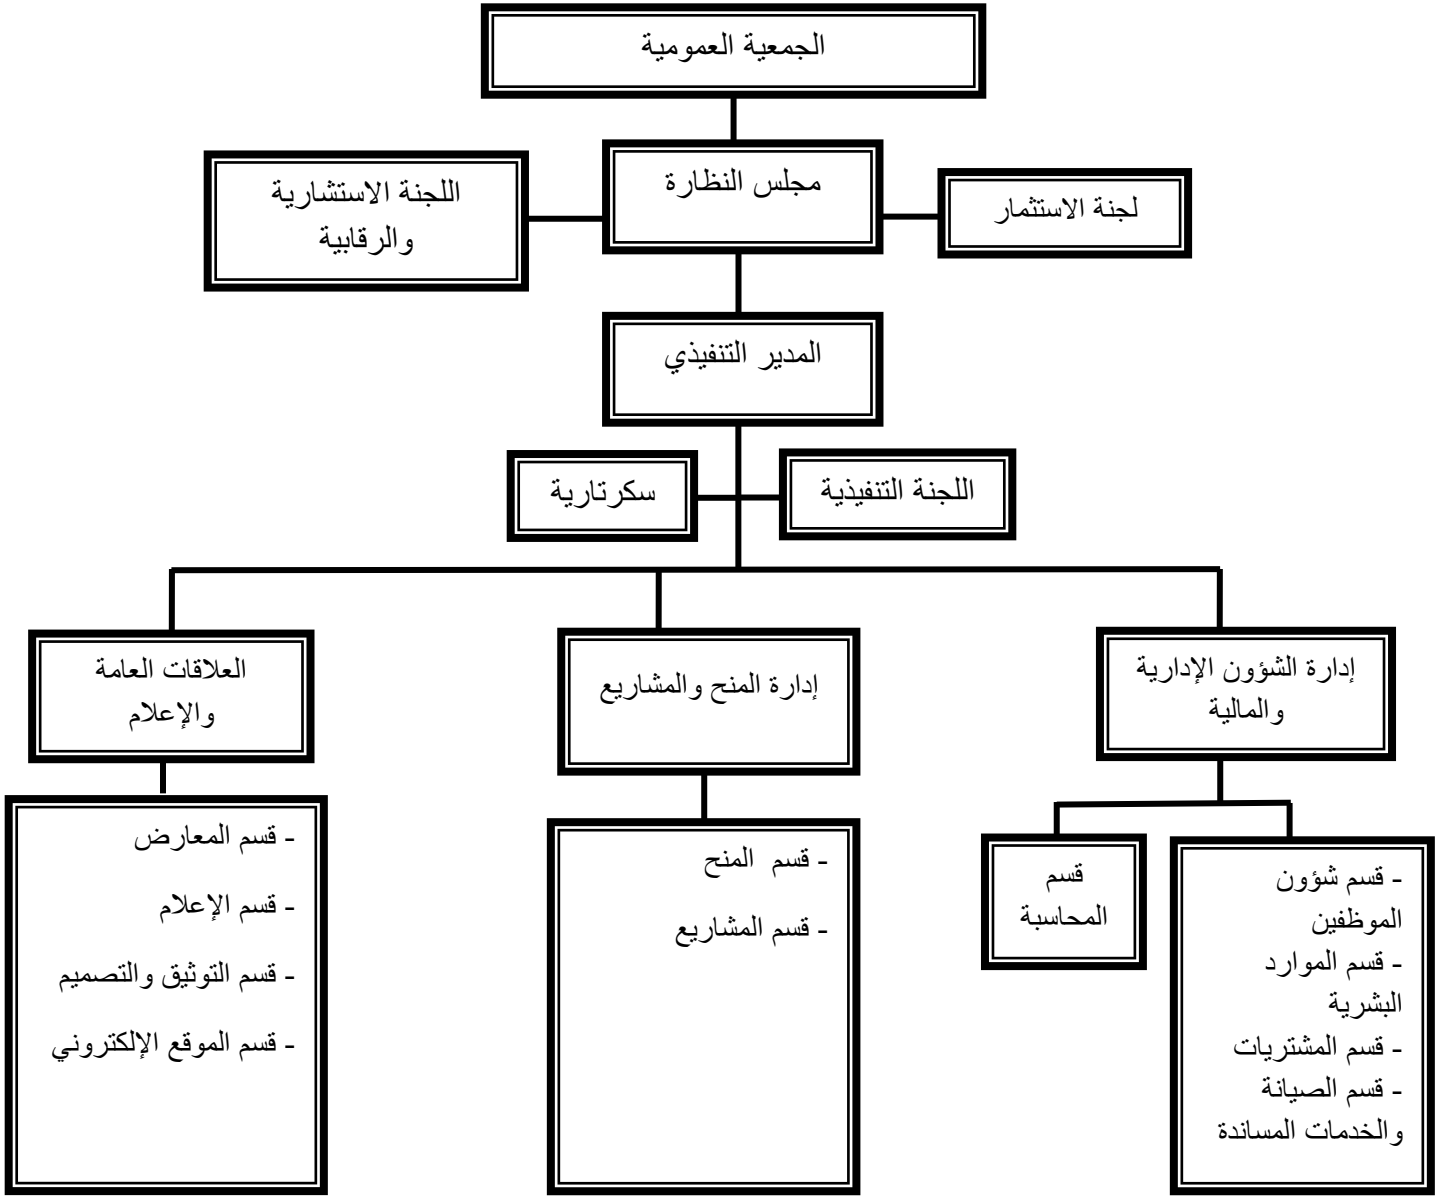 الجمعية العمومية
مجلس النظارة
لجنة الاستثمار
اللجنة الاستشارية
والرقابية
المدير التنفيذي
اللجنة التنفيذية
سكرتارية
إدارة الشؤون الإدارية
والمالية
إدارة المنح والمشاريع
العلاقات العامة
والإعلام
- قسم شؤون
الموظفين
- قسم الموارد
البشرية
- قسم المشتريات
- قسم الصيانة
والخدمات المساندة
قسم
المحاسبة
- قسم المنح
- قسم المشاريع
- قسم المعارض
- قسم الإعلام
- قسم التوثيق والتصميم
- قسم الموقع الإلكتروني